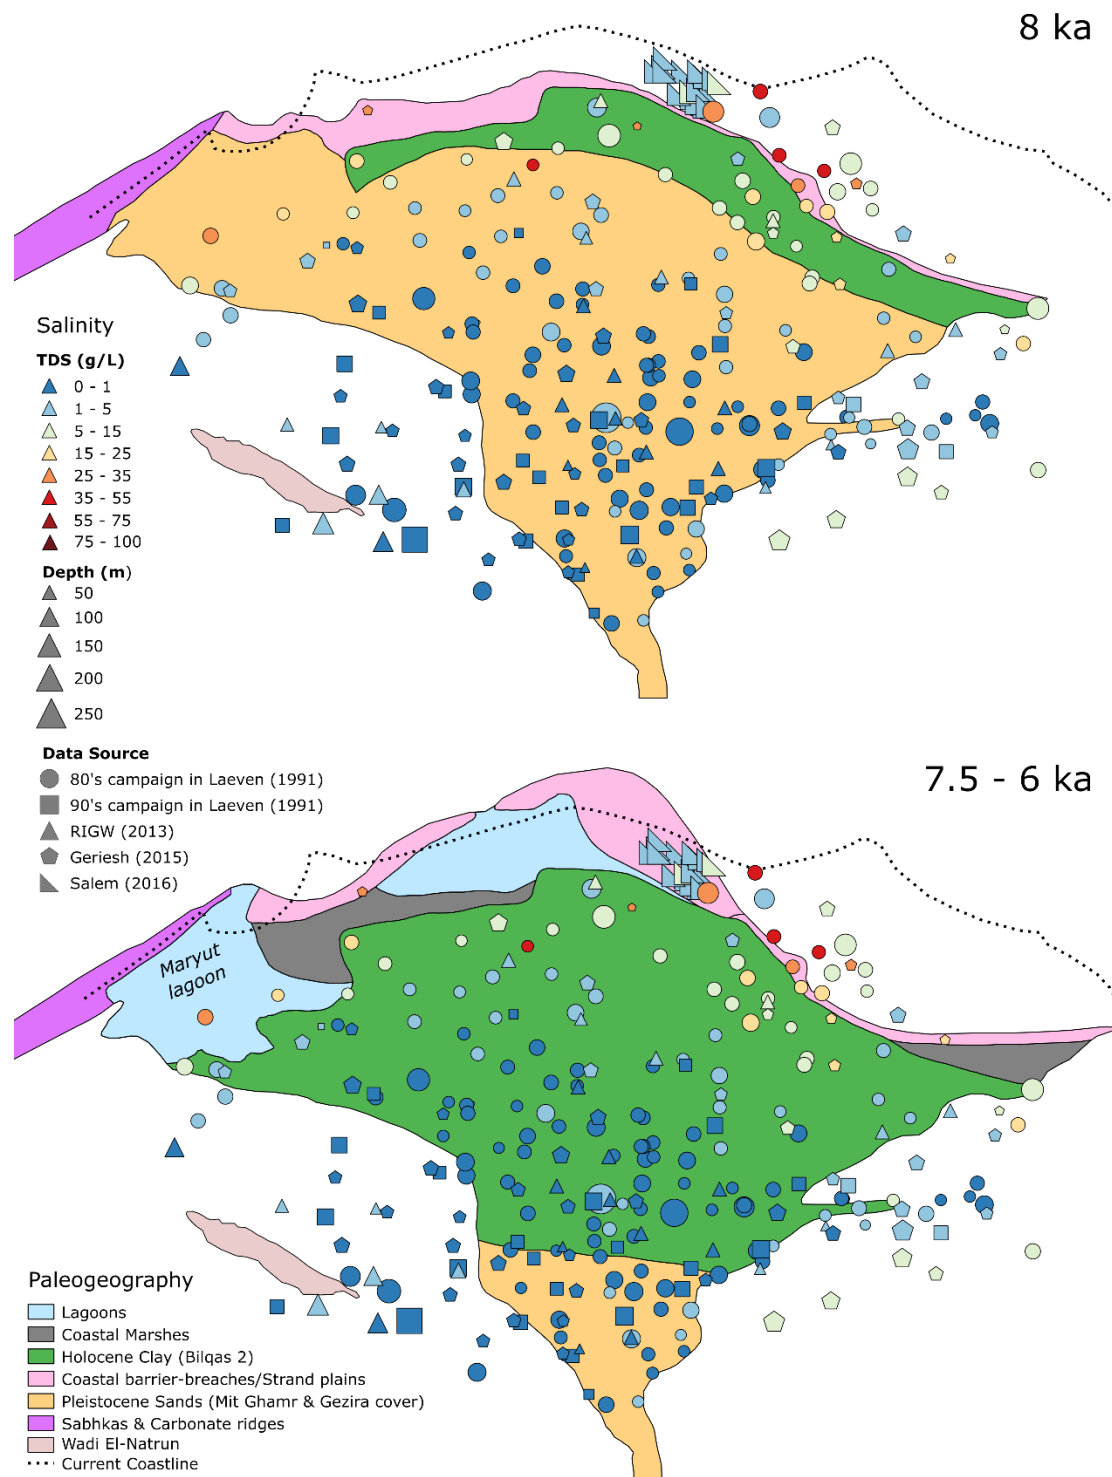 8 ka
Salinity
TDS (g/L)
0 - 1
1 - 5
5 - 15
15 - 25
25 - 35
35 - 55
55 - 75
75 - 100
Depth (m)
50
100
150
200
250
Data Source
80's campaign in Laeven (1991)
90's campaign in Laeven (1991)
RIGW (2013)
Geriesh (2015)
Salem (2016)
7.5 - 6 ka
Maryut
lagoon
Paleogeography
Lagoons
Coastal Marshes
Holocene Clay (Bilqas 2)
Coastal barrier-breaches/Strand plains
Pleistocene Sands (Mit Ghamr & Gezira cover)
Sabhkas & Carbonate ridges
Wadi El-Natrun
Current Coastline